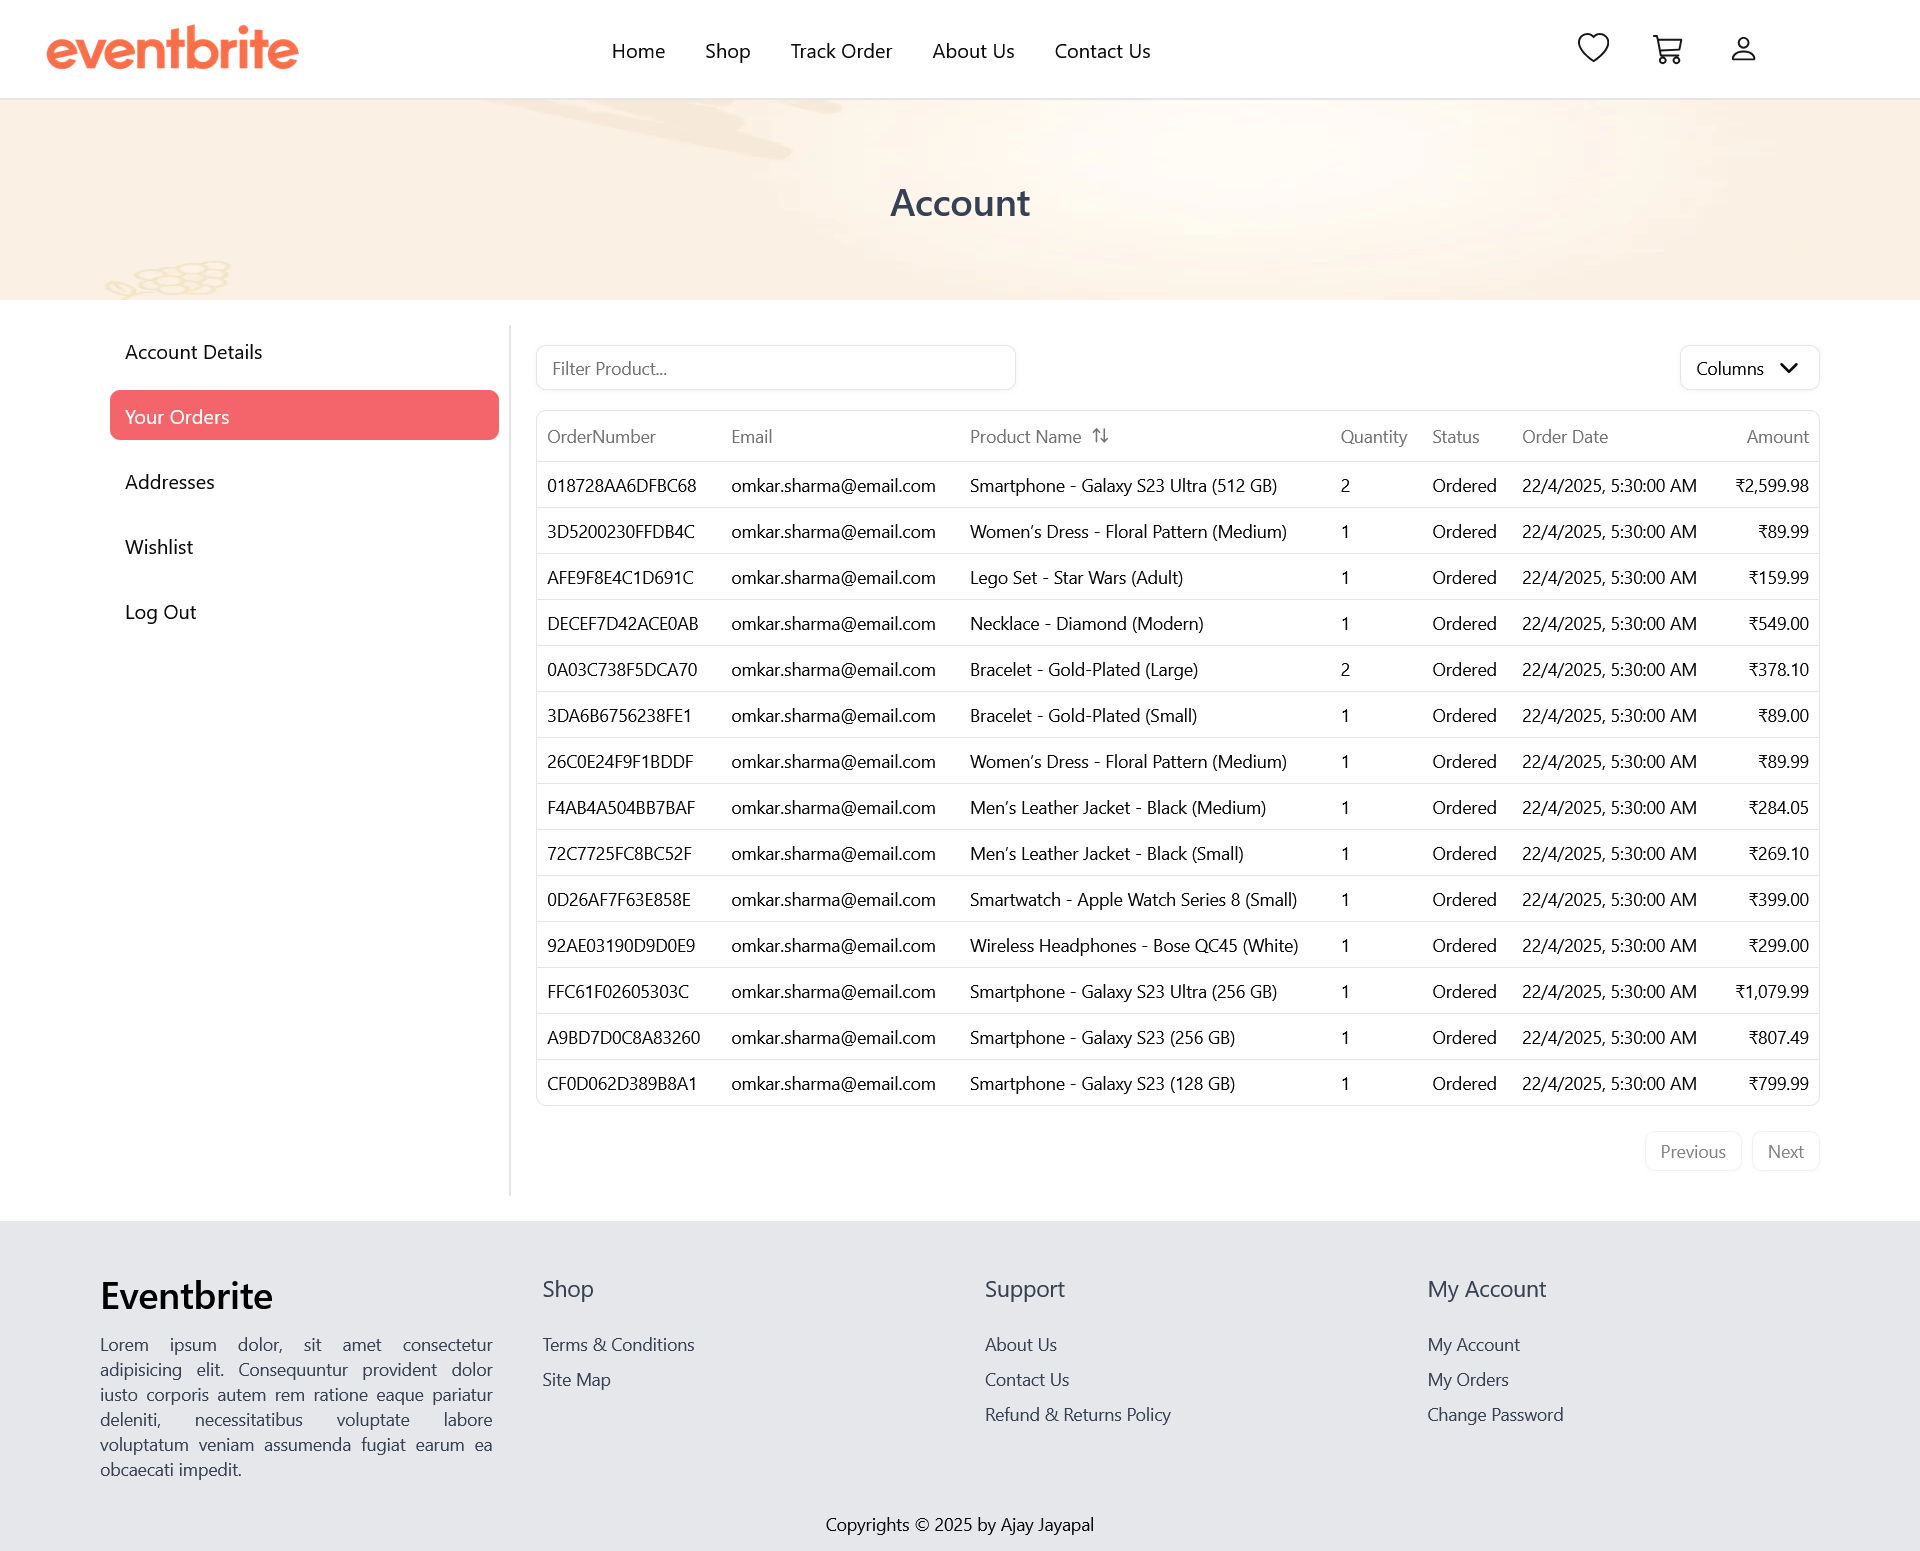 eventbrite
Home Shop Track Order About Us Contact Us
Account
Account Details
Your Orders
Addresses
Wishlist
Log Out
Filter Product...
Columns
OrderNumber Email Product Name Quantity Status Order Date Amount
018728AA6DFBC68 omkar.sharma@email.com Smartphone - Galaxy S23 Ultra (512 GB) 2 Ordered 22/4/2025, 5:30:00 AM ₹2,599.98
3D5200230FFDB4C omkar.sharma@email.com Women's Dress - Floral Pattern (Medium) 1 Ordered 22/4/2025, 5:30:00 AM ₹89.99
AFE9F8E4C1D691C omkar.sharma@email.com Lego Set - Star Wars (Adult) 1 Ordered 22/4/2025, 5:30:00 AM ₹159.99
DECEF7D42ACE0AB omkar.sharma@email.com Necklace - Diamond (Modern) 1 Ordered 22/4/2025, 5:30:00 AM ₹549.00
0A03C738F5DCA70 omkar.sharma@email.com Bracelet - Gold-Plated (Large) 2 Ordered 22/4/2025, 5:30:00 AM ₹378.10
3DA6B6756238FE1 omkar.sharma@email.com Bracelet - Gold-Plated (Small) 1 Ordered 22/4/2025, 5:30:00 AM ₹89.00
26C0E24F9F1BDDF omkar.sharma@email.com Women's Dress - Floral Pattern (Medium) 1 Ordered 22/4/2025, 5:30:00 AM ₹89.99
F4AB4A504BB7BAF omkar.sharma@email.com Men's Leather Jacket - Black (Medium) 1 Ordered 22/4/2025, 5:30:00 AM ₹284.05
72C7725FC8BC52F omkar.sharma@email.com Men's Leather Jacket - Black (Small) 1 Ordered 22/4/2025, 5:30:00 AM ₹269.10
0D26AF7F63E858E omkar.sharma@email.com Smartwatch - Apple Watch Series 8 (Small) 1 Ordered 22/4/2025, 5:30:00 AM ₹399.00
92AE03190D9D0E9 omkar.sharma@email.com Wireless Headphones - Bose QC45 (White) 1 Ordered 22/4/2025, 5:30:00 AM ₹299.00
FFC61F02605303C omkar.sharma@email.com Smartphone - Galaxy S23 Ultra (256 GB) 1 Ordered 22/4/2025, 5:30:00 AM ₹1,079.99
A9BD7D0C8A83260 omkar.sharma@email.com Smartphone - Galaxy S23 (256 GB) 1 Ordered 22/4/2025, 5:30:00 AM ₹807.49
CF0D062D389B8A1 omkar.sharma@email.com Smartphone - Galaxy S23 (128 GB) 1 Ordered 22/4/2025, 5:30:00 AM ₹799.99
Previous Next
Eventbrite
Lorem ipsum dolor, sit amet consectetur
adipisicing elit. Consequuntur provident dolor
iusto corporis autem rem ratione eaque pariatur
deleniti, necessitatibus voluptate labore
voluptatum veniam assumenda fugiat earum ea
obcaecati impedit.
Shop
Terms & Conditions
Site Map
Support
About Us
Contact Us
Refund & Returns Policy
My Account
My Account
My Orders
Change Password
Copyrights © 2025 by Ajay Jayapal